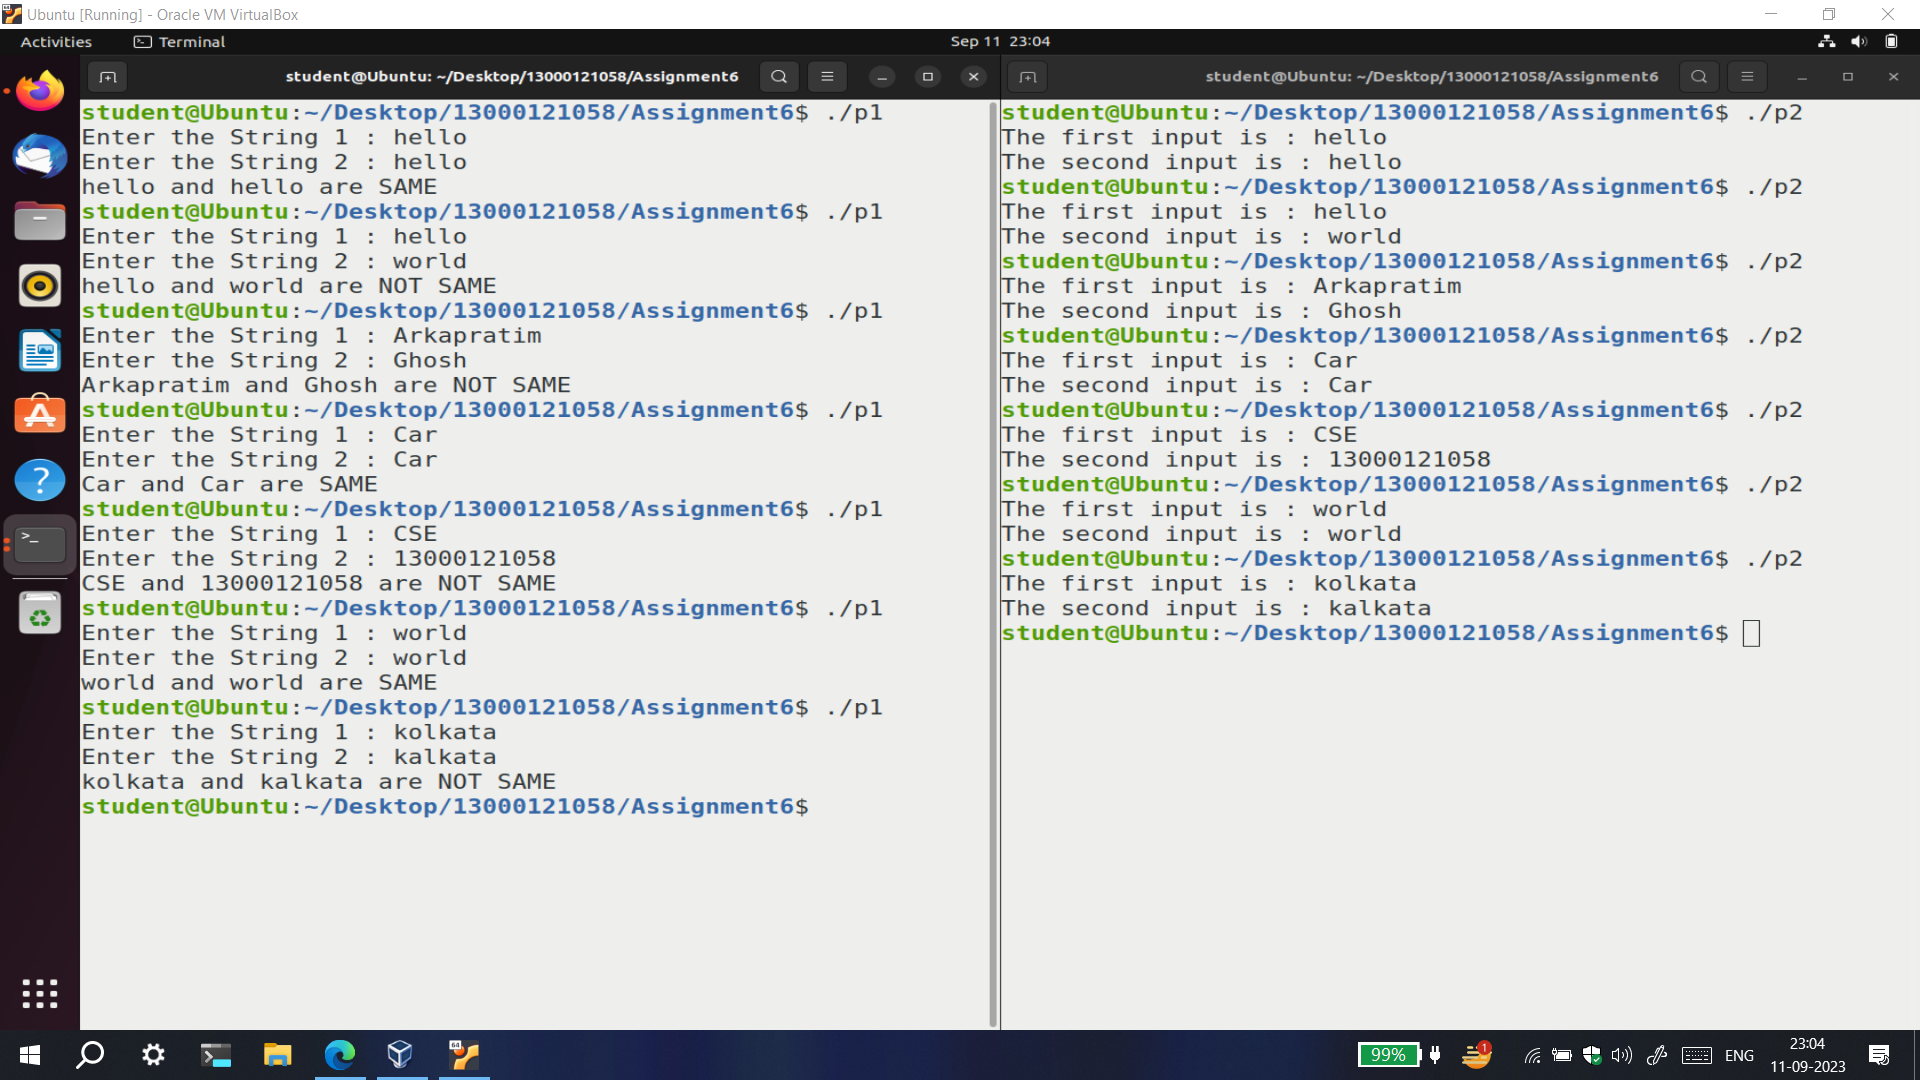 Ubuntu [Running] - Oracle VM VirtualBox
Activities
Terminal
Sep 11 23:04
student@Ubuntu: ~/Desktop/13000121058/Assignment6
student@Ubuntu:~/Desktop/13000121058/Assignment6$ ./p1
Enter the String 1 : hello
Enter the String 2 : hello
hello and hello are SAME
student@Ubuntu:~/Desktop/13000121058/Assignment6$ ./p1
Enter the String 1 : hello
Enter the String 2 : world
hello and world are NOT SAME
student@Ubuntu:~/Desktop/13000121058/Assignment6$ ./p1
Enter the String 1 : Arkapratim
Enter the String 2 : Ghosh
Arkapratim and Ghosh are NOT SAME
student@Ubuntu:~/Desktop/13000121058/Assignment6$ ./p1
Enter the String 1 : Car
Enter the String 2 : Car
Car and Car are SAME
student@Ubuntu:~/Desktop/13000121058/Assignment6$ ./p1
Enter the String 1 : CSE
Enter the String 2 : 13000121058
CSE and 13000121058 are NOT SAME
student@Ubuntu:~/Desktop/13000121058/Assignment6$ ./p1
Enter the String 1 : world
Enter the String 2 : world
world and world are SAME
student@Ubuntu:~/Desktop/13000121058/Assignment6$ ./p1
Enter the String 1 : kolkata
Enter the String 2 : kalkata
kolkata and kalkata are NOT SAME
student@Ubuntu:~/Desktop/13000121058/Assignment6$
student@Ubuntu: ~/Desktop/13000121058/Assignment6
student@Ubuntu:~/Desktop/13000121058/Assignment6$ ./p2
The first input is : hello
The second input is : hello
student@Ubuntu:~/Desktop/13000121058/Assignment6$ ./p2
The first input is : hello
The second input is : world
student@Ubuntu:~/Desktop/13000121058/Assignment6$ ./p2
The first input is : Arkapratim
The second input is : Ghosh
student@Ubuntu:~/Desktop/13000121058/Assignment6$ ./p2
The first input is : Car
The second input is : Car
student@Ubuntu:~/Desktop/13000121058/Assignment6$ ./p2
The first input is : CSE
The second input is : 13000121058
student@Ubuntu:~/Desktop/13000121058/Assignment6$ ./p2
The first input is : world
The second input is : world
student@Ubuntu:~/Desktop/13000121058/Assignment6$ ./p2
The first input is : kolkata
The second input is : kalkata
student@Ubuntu:~/Desktop/13000121058/Assignment6$
64
99%
1
ENG
23:04
11-09-2023